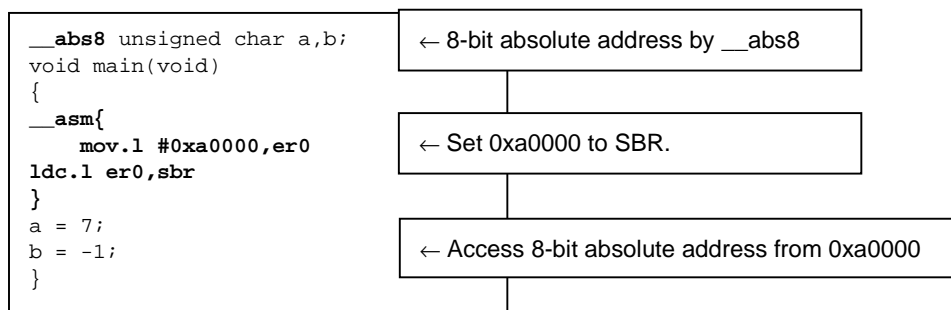 __abs8 unsigned char a,b;
← 8-bit absolute address by __abs8
void main(void)
{
__asm{
mov.l #0xa0000,er0
← Set 0xa0000 to SBR.
ldc.l er0,sbr
}
a = 7;
b = -1;
← Access 8-bit absolute address from 0xa0000
}